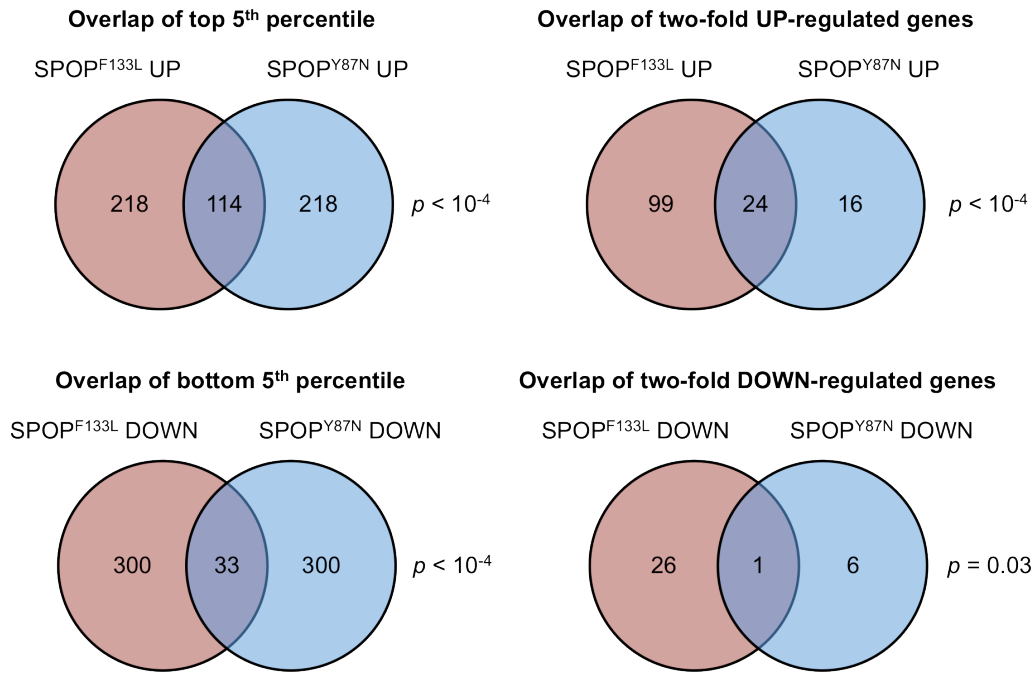 Overlap of top 5th percentile
SPOPF133L UP
SPOPY87N UP
218
114
218
p < 10-4
Overlap of two-fold UP-regulated genes
SPOPF133L UP
SPOPY87N UP
99
24
16
p < 10-4
Overlap of bottom 5th percentile
SPOPF133L DOWN
SPOPY87N DOWN
300
33
300
p < 10-4
Overlap of two-fold DOWN-regulated genes
SPOPF133L DOWN
SPOPY87N DOWN
26
1
6
p = 0.03